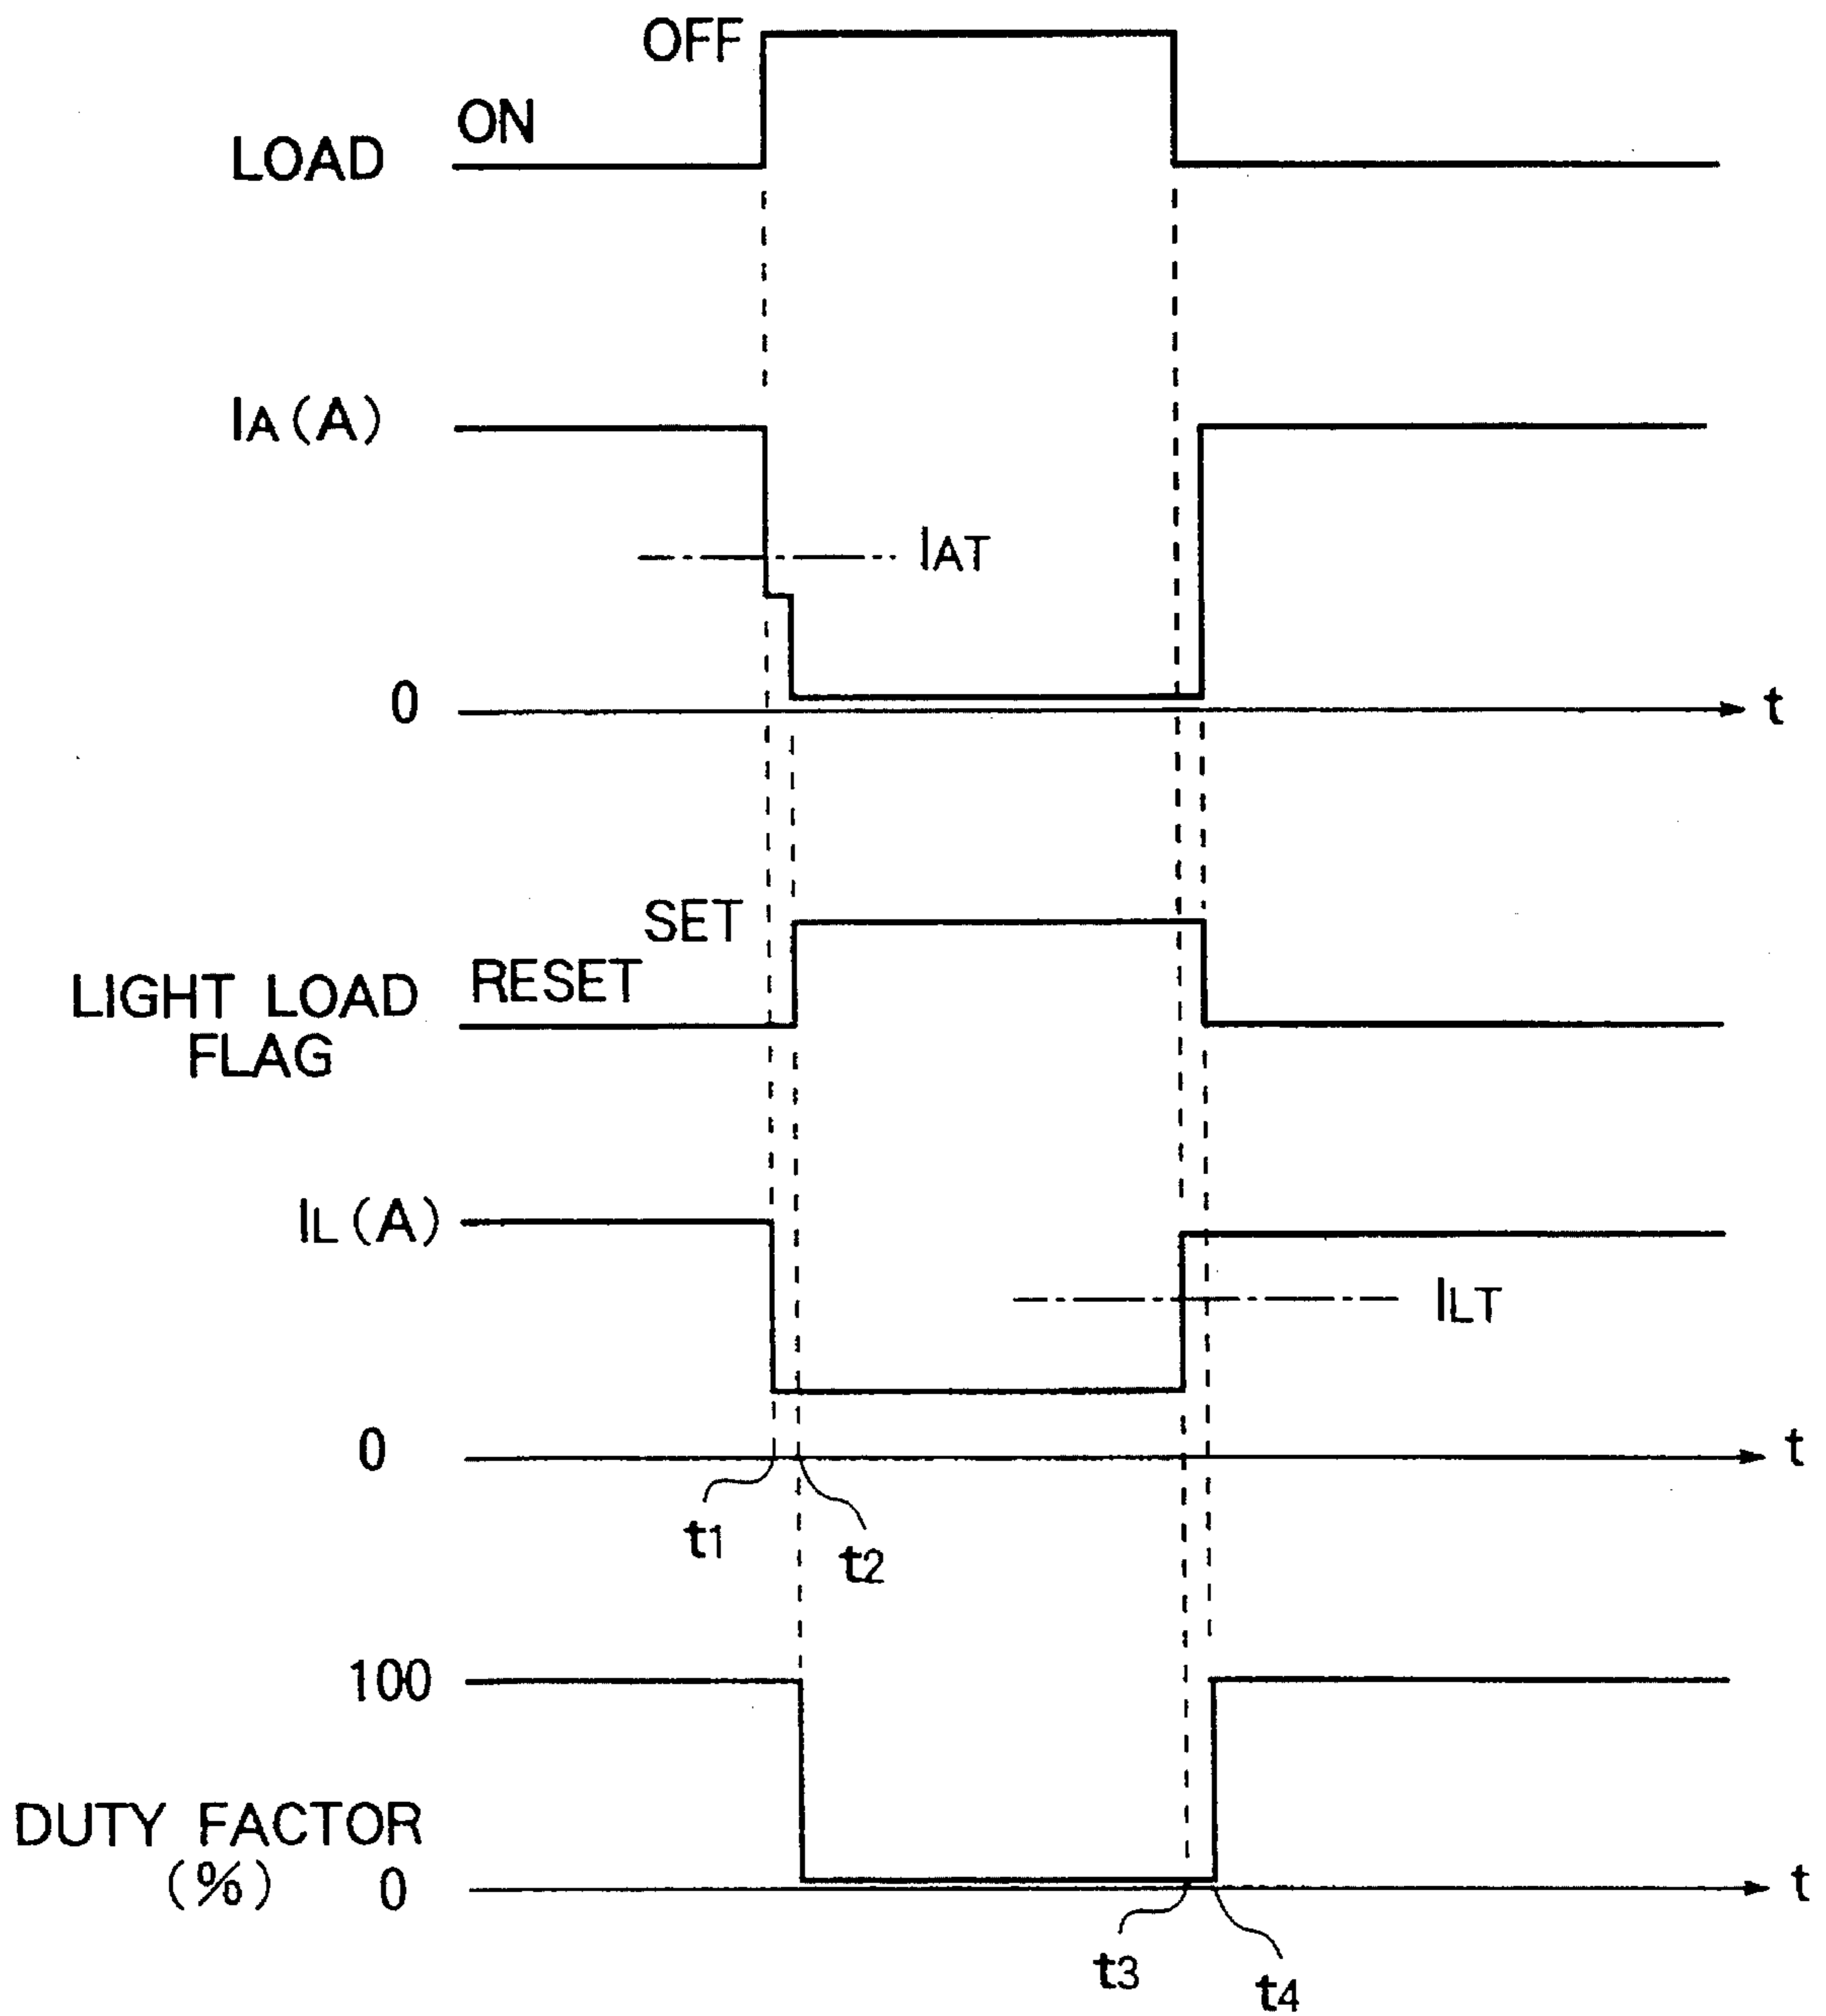 OFF
ON
LOAD
IA(A)
IAT
0
t
SET
RESET
LIGHT LOAD
FLAG
IL(A)
ILT
0
t
t1
t2
100
DUTY FACTOR
(%)
0
t
t3
t4